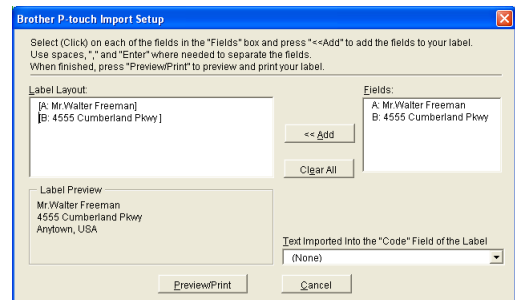 Brother P-touch Import Setup
Select (Click) on each of the fields in the "Fields" box and press "<<Add" to add the fields to your label.
Use spaces, "," and "Enter" where needed to separate the fields.
When finished, press "Preview/Print" to preview and print your label.
Label Layout:
[A: Mr.Walter Freeman]
[B: 4555 Cumberland Pkwy ]
<< Add
Clear All
Fields:
A: Mr.Walter Freeman
B: 4555 Cumberland Pkwy
Label Preview
Mr.Walter Freeman
4555 Cumberland Pkwy
Anytown, USA
Text Imported Into the "Code" Field of the Label
(None)
Preview/Print
Cancel